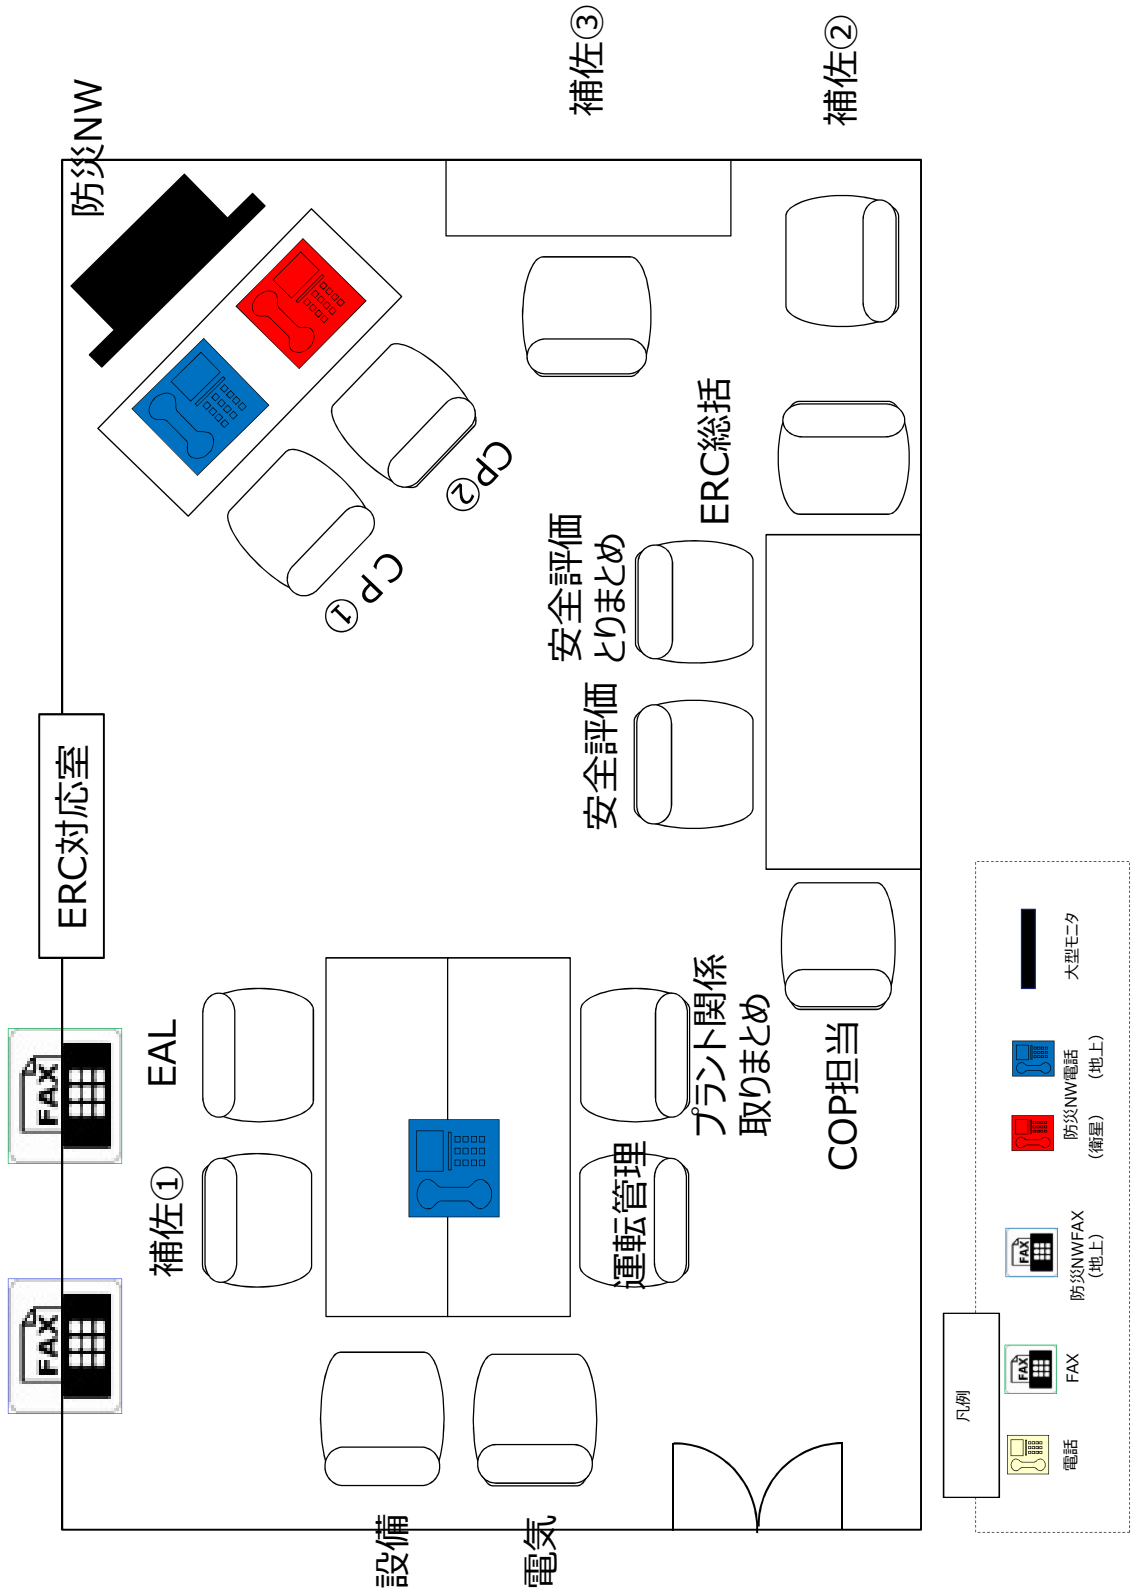 ERC対応室
防災NW
補佐③
補佐②
CP①
CP②
ERC総括
安全評価
とりまとめ
安全評価
EAL
補佐①
プラント関係
取りまとめ
運転管理
COP担当
設備
電気
FAX
FAX
凡例
電話
FAX
FAX
FAX
防災NWFAX
(地上)
防災NW電話
(衛星)
(地上)
大型モニタ